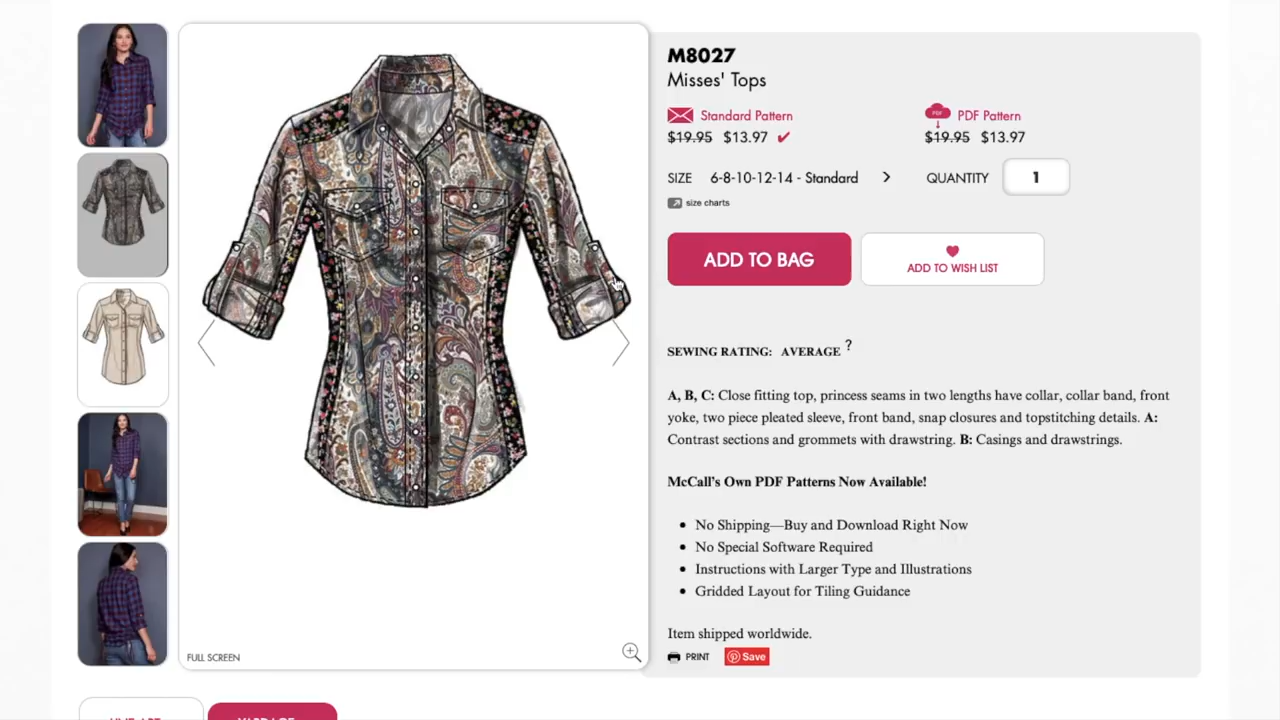 M8027
Misses' Tops
Standard Pattern
$19.95 $13.97 ✔
PDF
PDF Pattern
$19.95 $13.97
SIZE 6-8-10-12-14 - Standard >
QUANTITY 1
size charts
ADD TO BAG
ADD TO WISH LIST
SEWING RATING: AVERAGE ?
A, B, C: Close fitting top, princess seams in two lengths have collar, collar band, front
yoke, two piece pleated sleeve, front band, snap closures and topstitching details. A:
Contrast sections and grommets with drawstring. B: Casings and drawstrings.
McCall's Own PDF Patterns Now Available!
• No Shipping—Buy and Download Right Now
• No Special Software Required
• Instructions with Larger Type and Illustrations
• Gridded Layout for Tiling Guidance
Item shipped worldwide.
PRINT
Save
FULL SCREEN